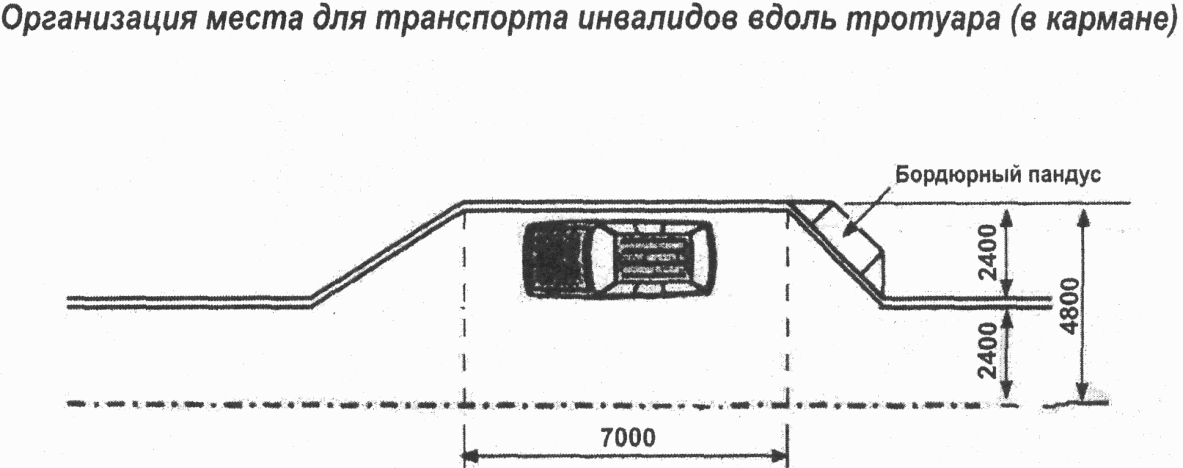 Организация места для транспорта инвалидов вдоль тротуара (в кармане)
Бордюрный пандус
2400
4800
2400
7000